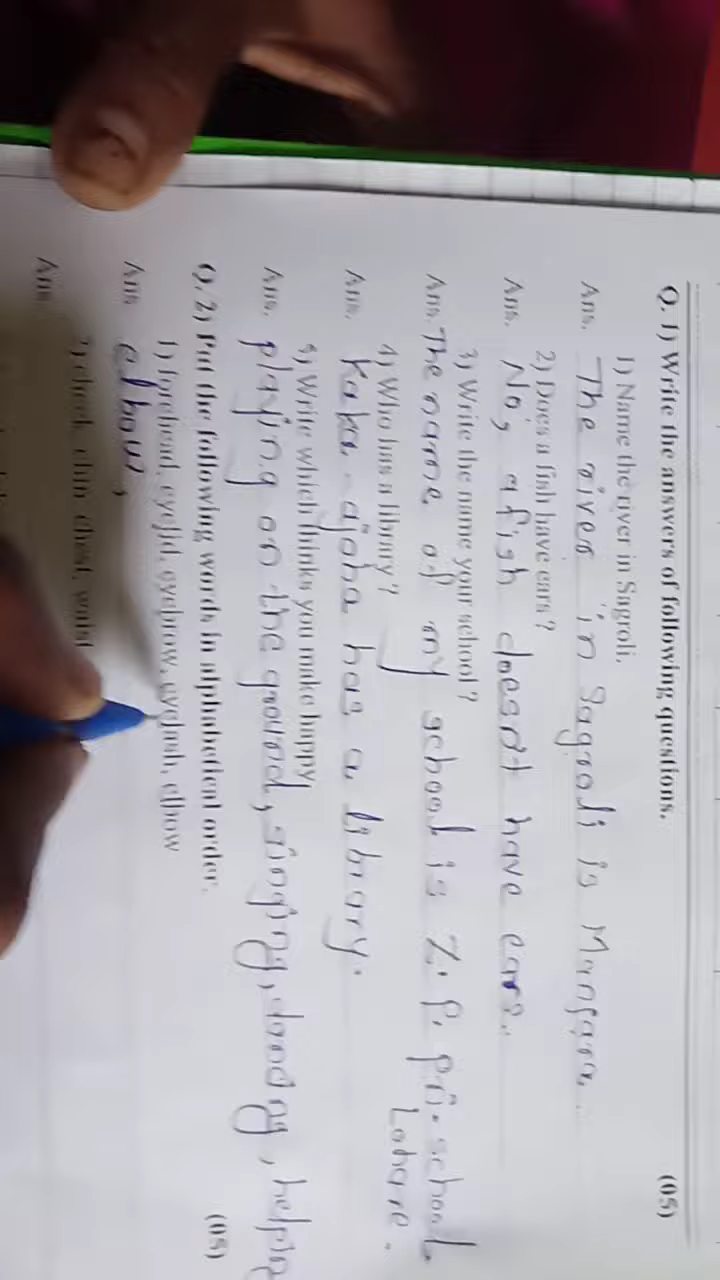 Q. 1) Write the answers of following questions. (05)
1) Name the river in Sagroli.
Ans. The river in Sagroli is Manjara.
2) Does a fish have ears?
Ans. No, a fish doesn't have ears.
3) Write the name your school?
Ans. The name of my school is Z. P. Pri. school
Lohare.
4) Who has a library?
Ans. Kaka - ajoba has a library.
5) Write which thinks you make happy
Ans. playing on the ground, singing, dancing, helping
Q. 2) Put the following words in alphabetical order. (05)
1) forehead, eyelid, eyebrow, eyelash, elbow
Ans elbow,
2) cheek, chin, chest, waist
Ans